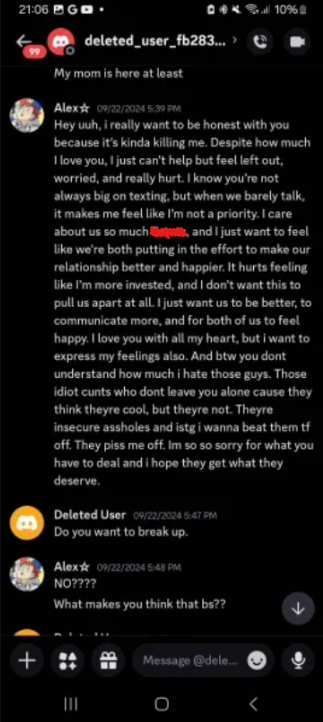 21:06
10%
99
deleted_user_fb283...
My mom is here at least
Alex☆ 09/22/2024 5:39 PM
Hey uuh, i really want to be honest with you
because it's kinda killing me. Despite how much
I love you, I just can't help but feel left out,
worried, and really hurt. I know you're not
always big on texting, but when we barely talk,
it makes me feel like I'm not a priority. I care
about us so much, and I just want to feel
like we're both putting in the effort to make our
relationship better and happier. It hurts feeling
like I'm more invested, and I don't want this to
pull us apart at all. I just want us to be better, to
communicate more, and for both of us to feel
happy. I love you with all my heart, but i want to
express my feelings also. And btw you dont
understand how much i hate those guys. Those
idiot cunts who dont leave you alone cause they
think theyre cool, but theyre not. Theyre
insecure assholes and istg i wanna beat them tf
off. They piss me off. Im so so sorry for what you
have to deal and i hope they get what they
deserve.
Deleted User 09/22/2024 5:47 PM
Do you want to break up.
Alex☆ 09/22/2024 5:48 PM
NO????
What makes you think that bs??
Message @dele...